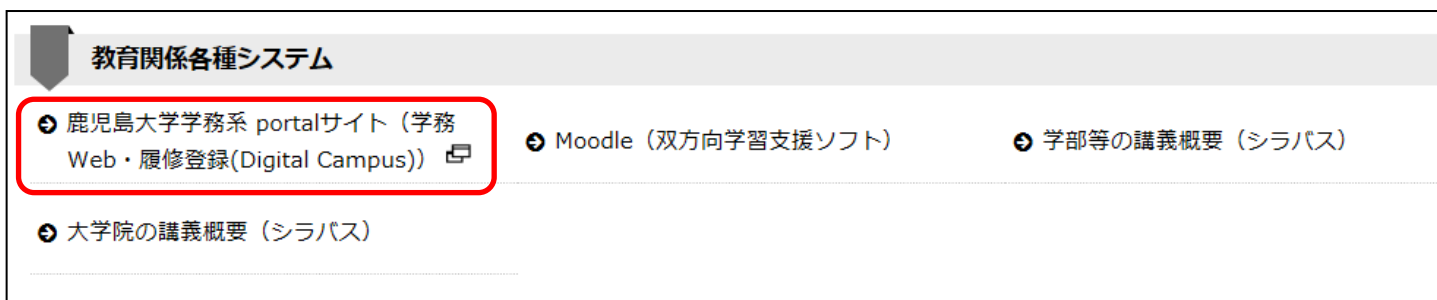 教育関係各種システム
鹿児島大学学務系 portalサイト（学務
Web・履修登録(Digital Campus)）
Moodle（双方向学習支援ソフト）
学部等の講義概要（シラバス）
大学院の講義概要（シラバス）